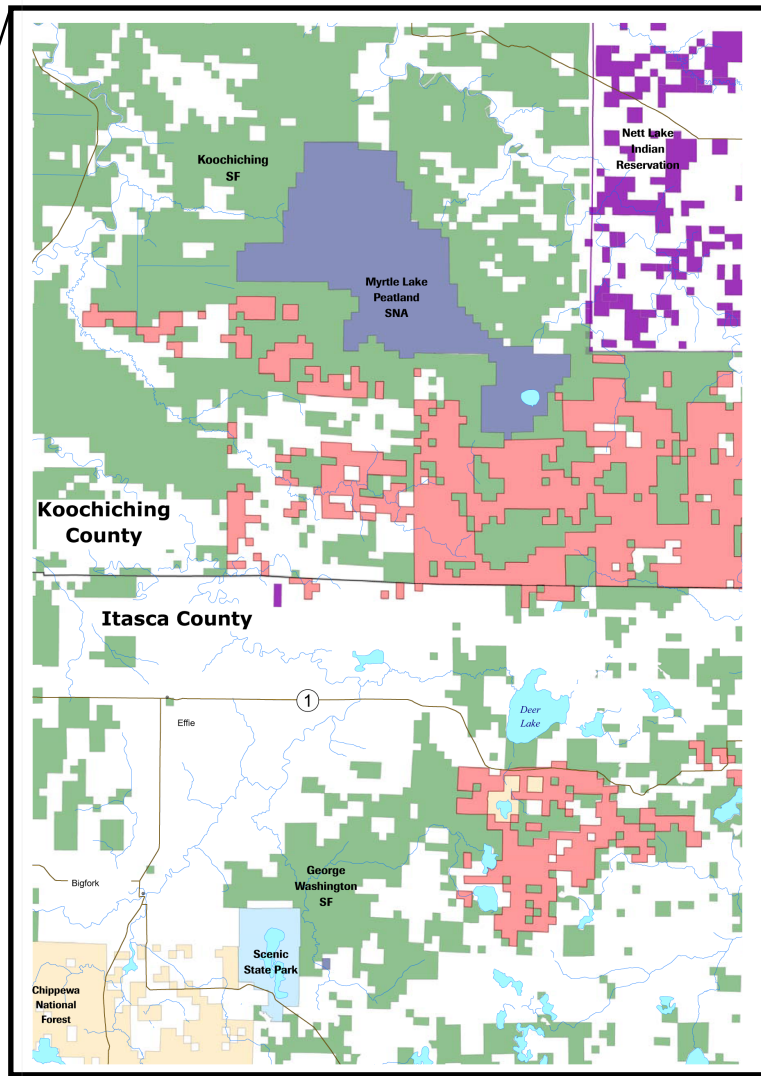 Koochiching
SF
Nett Lake
Indian
Reservation
Myrtle Lake
Peatland
SNA
Koochiching
County
Itasca County
1
Effie
Deer
Lake
George
Washington
SF
Bigfork
Scenic
State Park
Chippewa
National
Forest